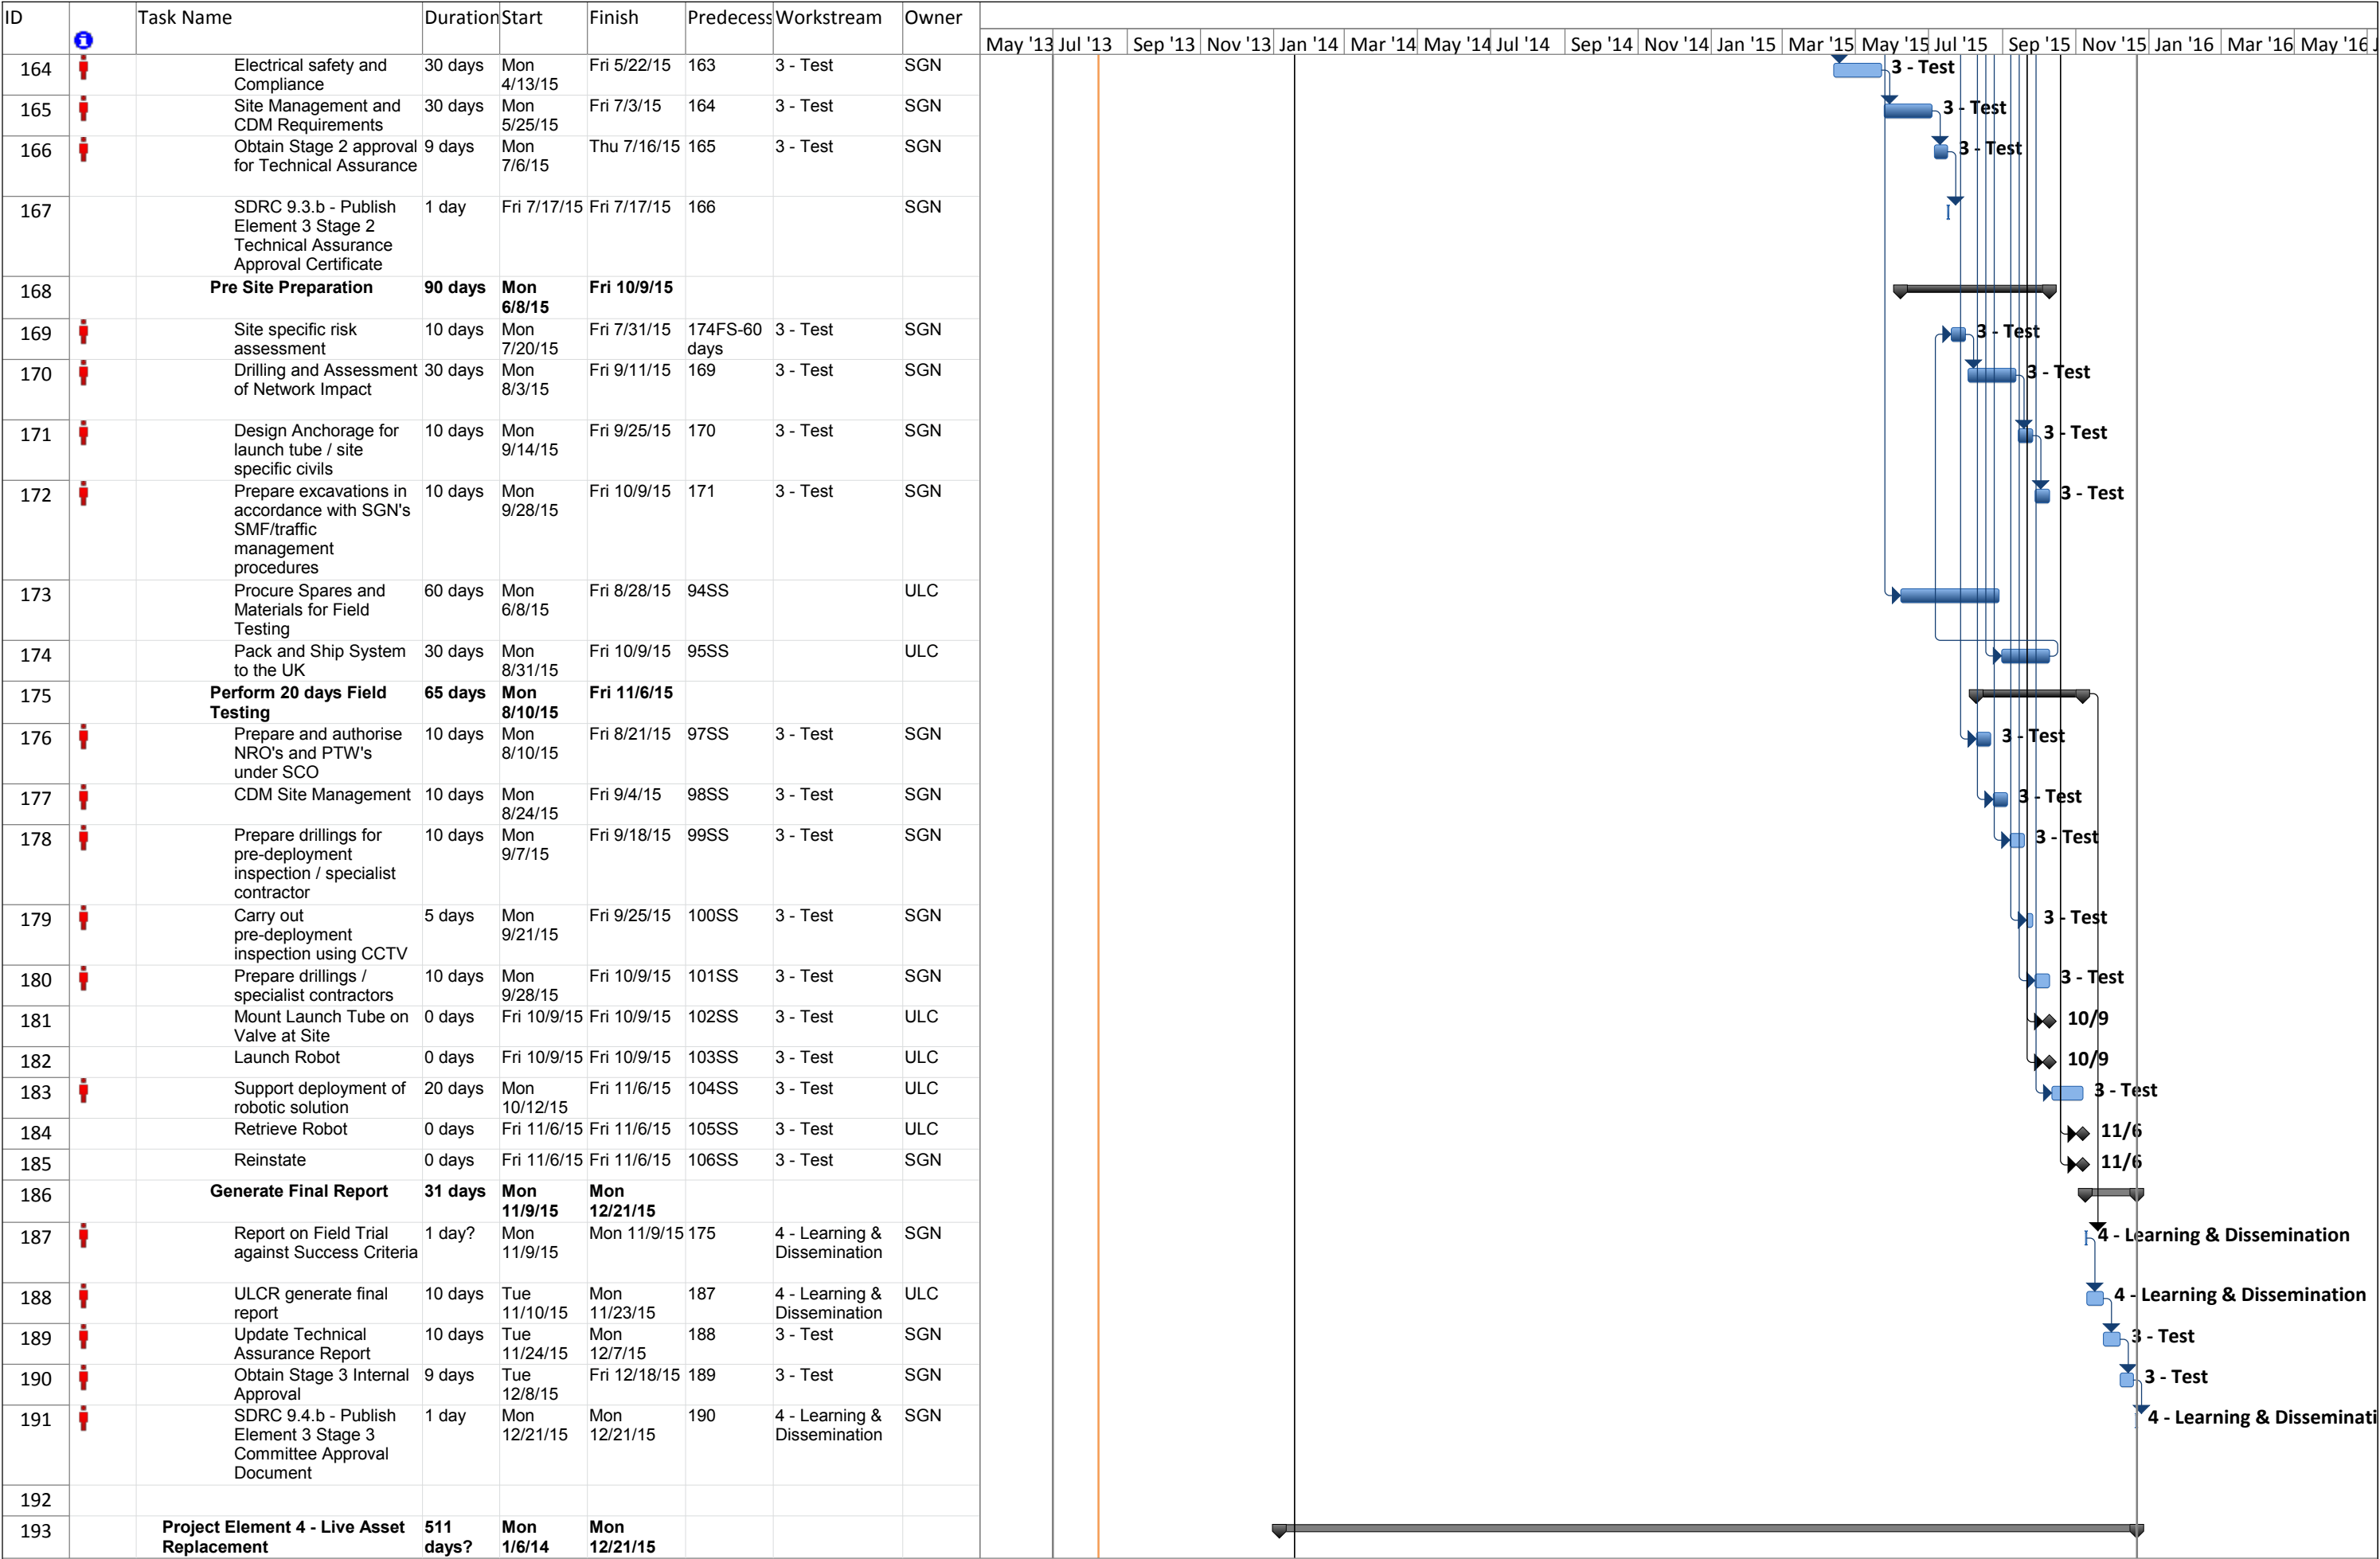 ID Task Name Duration Start Finish Predecess Workstream Owner
May '13 Jul '13 Sep '13 Nov '13 Jan '14 Mar '14 May '14 Jul '14 Sep '14 Nov '14 Jan '15 Mar '15 May '15 Jul '15 Sep '15 Nov '15 Jan '16 Mar '16 May '16 J
164 Electrical safety and 30 days Mon Fri 5/22/15 163 3 - Test SGN 3 - Test
Compliance 4/13/15
165 Site Management and 30 days Mon Fri 7/3/15 164 3 - Test SGN 3 - Test
CDM Requirements 5/25/15
166 Obtain Stage 2 approval 9 days Mon Thu 7/16/15 165 3 - Test SGN 3 - Test
for Technical Assurance 7/6/15
167 SDRC 9.3.b - Publish 1 day Fri 7/17/15 Fri 7/17/15 166 SGN
Element 3 Stage 2
Technical Assurance
Approval Certificate
168 Pre Site Preparation 90 days Mon Fri 10/9/15
6/8/15
169 Site specific risk 10 days Mon Fri 7/31/15 174FS-60 3 - Test SGN 3 - Test
assessment 7/20/15 days
170 Drilling and Assessment 30 days Mon Fri 9/11/15 169 3 - Test SGN 3 - Test
of Network Impact 8/3/15
171 Design Anchorage for 10 days Mon Fri 9/25/15 170 3 - Test SGN 3 - Test
launch tube / site 9/14/15
specific civils
172 Prepare excavations in 10 days Mon Fri 10/9/15 171 3 - Test SGN 3 - Test
accordance with SGN's 9/28/15
SMF/traffic
management
procedures
173 Procure Spares and 60 days Mon Fri 8/28/15 94SS ULC
Materials for Field 6/8/15
Testing
174 Pack and Ship System 30 days Mon Fri 10/9/15 95SS ULC
to the UK 8/31/15
175 Perform 20 days Field 65 days Mon Fri 11/6/15
Testing 8/10/15
176 Prepare and authorise 10 days Mon Fri 8/21/15 97SS 3 - Test SGN 3 - Test
NRO's and PTW's 8/10/15
under SCO
177 CDM Site Management 10 days Mon Fri 9/4/15 98SS 3 - Test SGN 3 - Test
8/24/15
178 Prepare drillings for 10 days Mon Fri 9/18/15 99SS 3 - Test SGN 3 - Test
pre-deployment 9/7/15
inspection / specialist
contractor
179 Carry out 5 days Mon Fri 9/25/15 100SS 3 - Test SGN 3 - Test
pre-deployment 9/21/15
inspection using CCTV
180 Prepare drillings / 10 days Mon Fri 10/9/15 101SS 3 - Test SGN 3 - Test
specialist contractors 9/28/15
181 Mount Launch Tube on 0 days Fri 10/9/15 Fri 10/9/15 102SS 3 - Test ULC 10/9
Valve at Site
182 Launch Robot 0 days Fri 10/9/15 Fri 10/9/15 103SS 3 - Test ULC 10/9
183 Support deployment of 20 days Mon Fri 11/6/15 104SS 3 - Test ULC 3 - Test
robotic solution 10/12/15
184 Retrieve Robot 0 days Fri 11/6/15 Fri 11/6/15 105SS 3 - Test ULC 11/6
185 Reinstate 0 days Fri 11/6/15 Fri 11/6/15 106SS 3 - Test SGN 11/6
186 Generate Final Report 31 days Mon Mon
11/9/15 12/21/15
187 Report on Field Trial 1 day? Mon Mon 11/9/15 175 4 - Learning & SGN 4 - Learning & Dissemination
against Success Criteria 11/9/15 Dissemination
188 ULCR generate final 10 days Tue Mon 187 4 - Learning & ULC 4 - Learning & Dissemination
report 11/10/15 11/23/15 Dissemination
189 Update Technical 10 days Tue Mon 188 3 - Test SGN 3 - Test
Assurance Report 11/24/15 12/7/15
190 Obtain Stage 3 Internal 9 days Tue Fri 12/18/15 189 3 - Test SGN 3 - Test
Approval 12/8/15
191 SDRC 9.4.b - Publish 1 day Mon Mon 190 4 - Learning & SGN 4 - Learning & Disseminati
Element 3 Stage 3 12/21/15 12/21/15 Dissemination
Committee Approval
Document
192
193 Project Element 4 - Live Asset 511 Mon Mon
Replacement days? 1/6/14 12/21/15